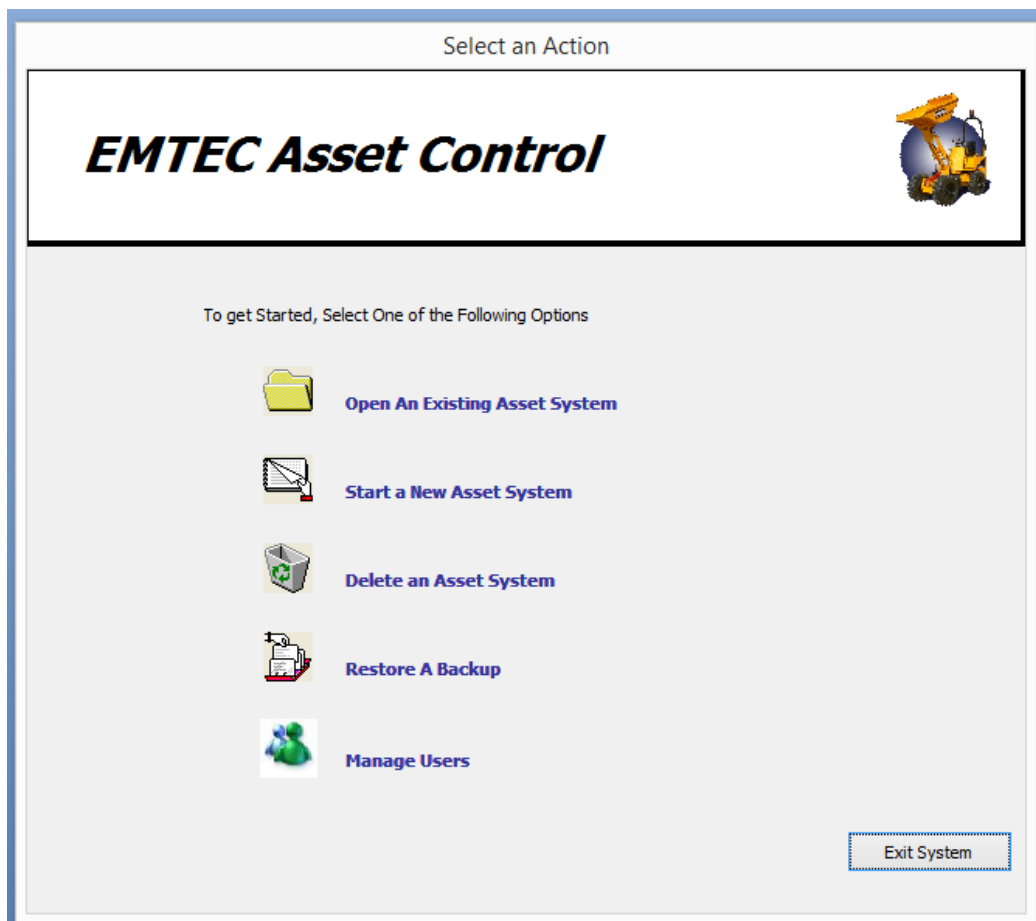 Select an Action
EMTEC Asset Control
To get Started, Select One of the Following Options
Open An Existing Asset System
Start a New Asset System
Delete an Asset System
Restore A Backup
Manage Users
Exit System